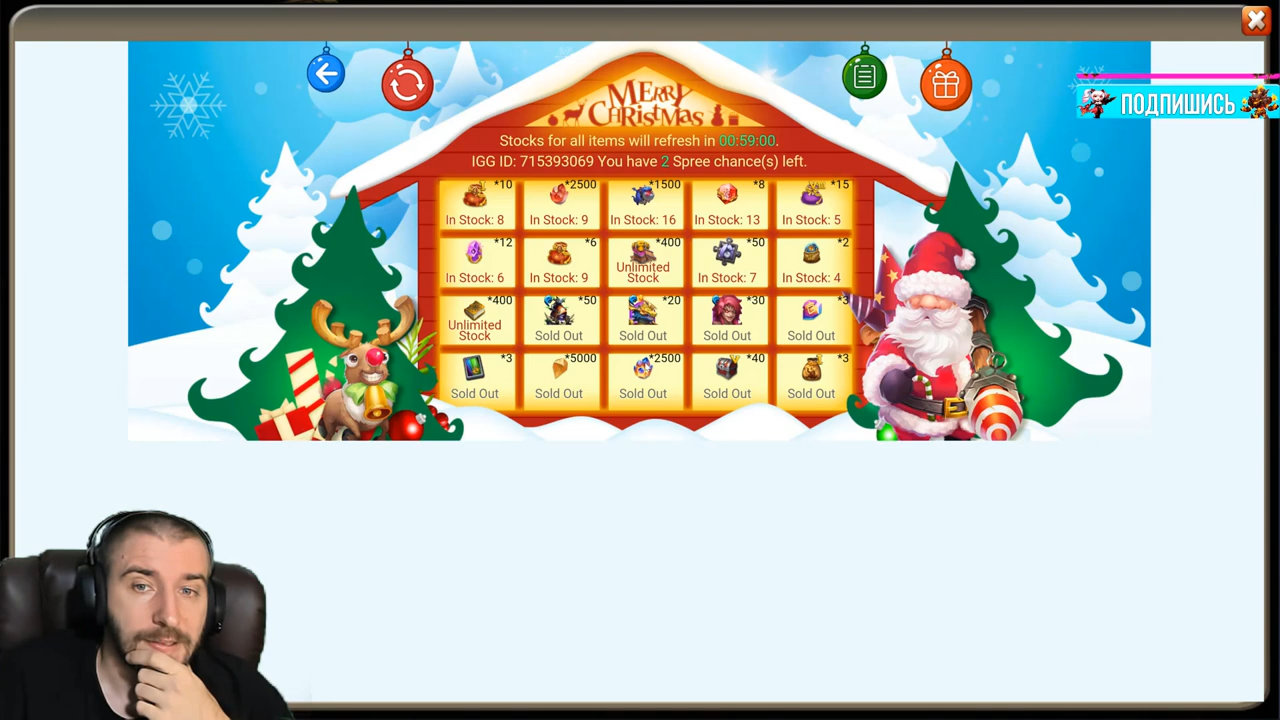 MERRY
CHRISTMAS
ПОДПИШИСЬ
Stocks for all items will refresh in 00:59:00.
IGG ID: 715393069 You have 2 Spree chance(s) left.
*10 *2500 *1500 *8 *15
In Stock: 8 In Stock: 9 In Stock: 16 In Stock: 13 In Stock: 5
*12 *6 *400 *50 *2
In Stock: 6 In Stock: 9 Unlimited Stock In Stock: 7 In Stock: 4
*400 *50 *20 *30 *3
Unlimited Stock Sold Out Sold Out Sold Out Sold Out
*3 *5000 *2500 *40 *3
Sold Out Sold Out Sold Out Sold Out Sold Out